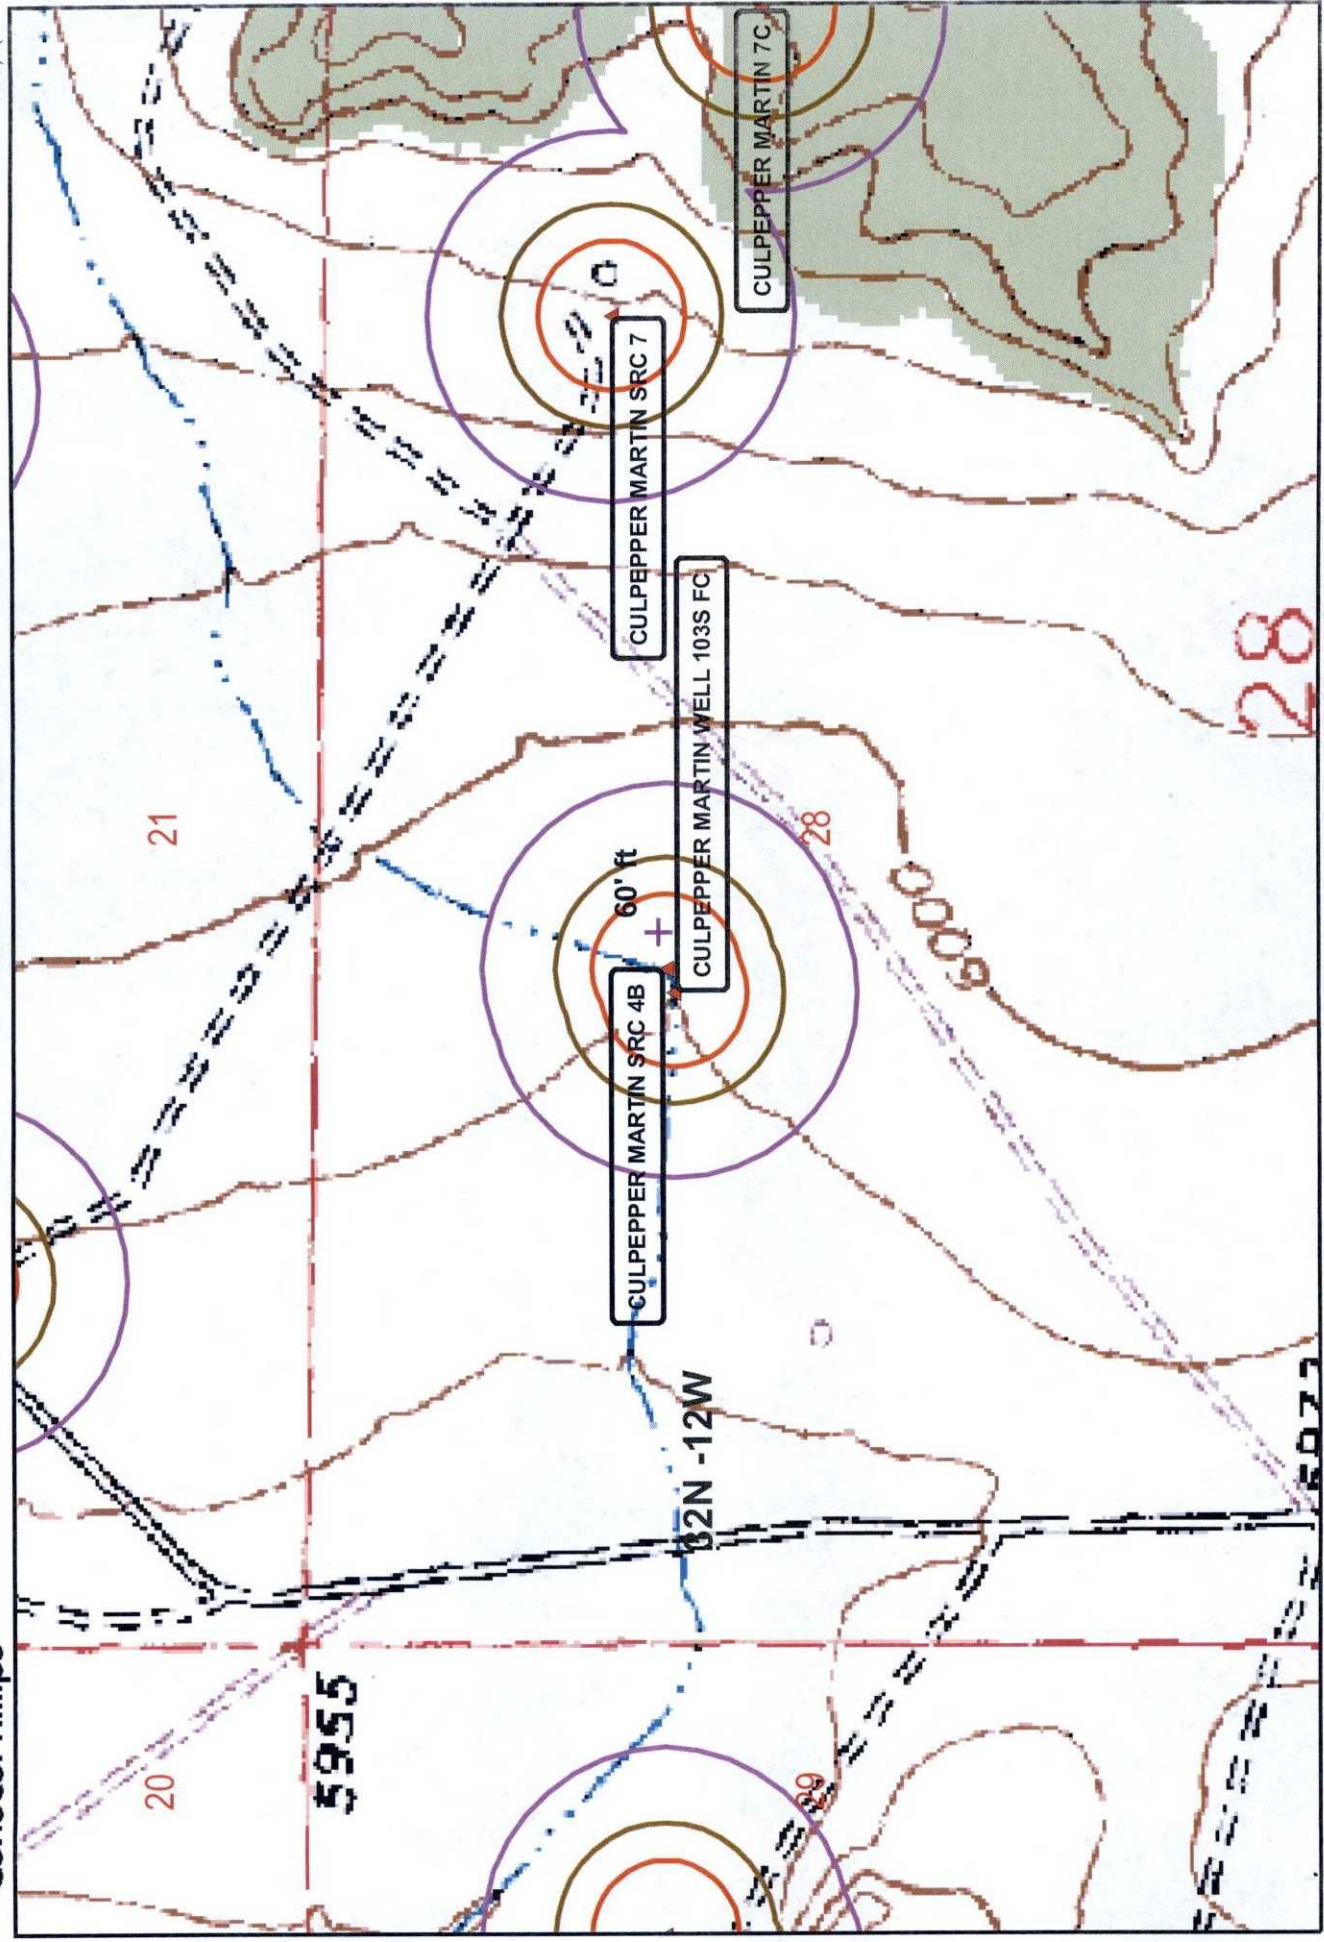 21
20
5955
CULPEPPER MARTIN SRC 7
CULPEPPER MARTIN 7C
CULPEPPER MARTIN WELL 103S FC
60' ft
CULPEPPER MARTIN SRC 4B
28
6000
28
32N -12W
29